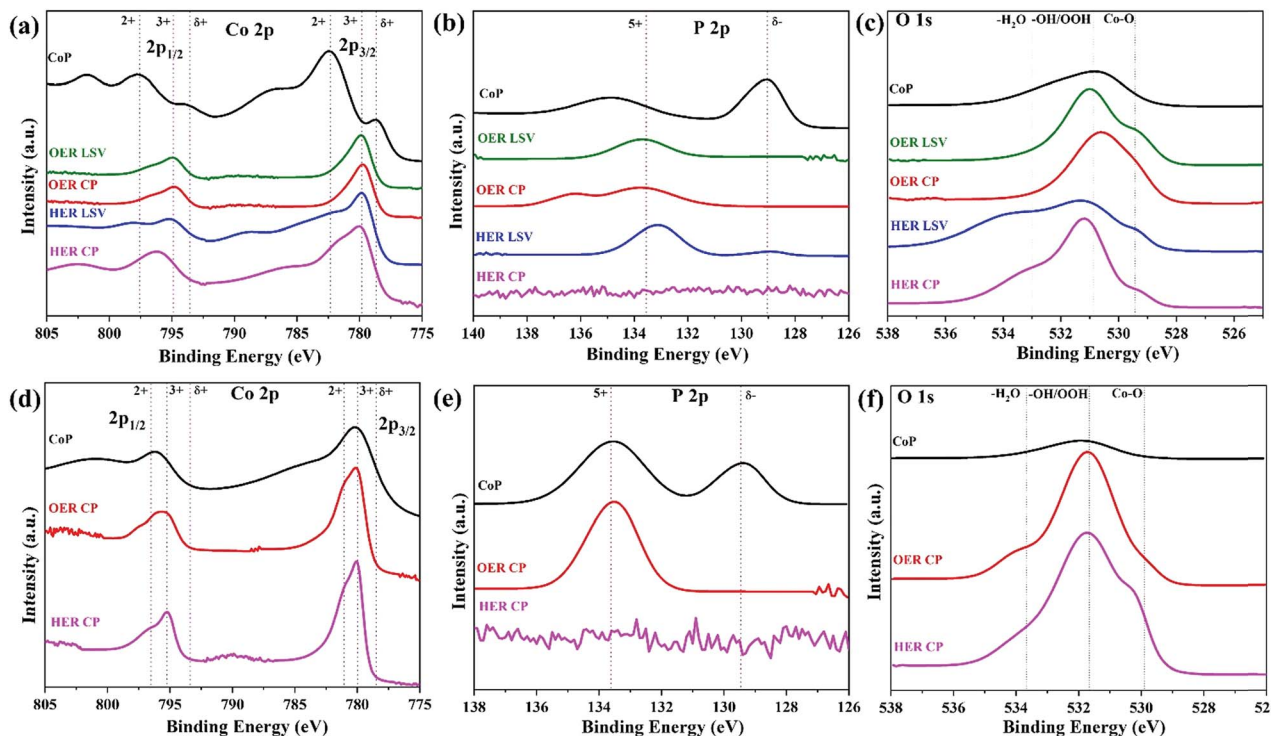 (a)
2+ 3+ δ+ 2+ 3+ δ+
Co 2p
2p1/2 2p3/2
CoP
OER LSV
OER CP
HER LSV
HER CP
Intensity (a.u.)
805 800 795 790 785 780 775
Binding Energy (eV)
(b)
5+ P 2p δ-
CoP
OER LSV
OER CP
HER LSV
HER CP
Intensity (a.u.)
140 138 136 134 132 130 128 126
Binding Energy (eV)
(c)
O 1s -H2O -OH/OOH Co-O
CoP
OER LSV
OER CP
HER LSV
HER CP
Intensity (a.u.)
538 536 534 532 530 528 526
Binding Energy (eV)
(d)
2+ 3+ δ+ Co 2p 2+ 3+ δ+
2p1/2 2p3/2
CoP
OER CP
HER CP
Intensity (a.u.)
805 800 795 790 785 780 775
Binding Energy (eV)
(e)
5+ P 2p δ-
CoP
OER CP
HER CP
Intensity (a.u.)
138 136 134 132 130 128 126
Binding Energy (eV)
(f)
O 1s -H2O -OH/OOH Co-O
CoP
OER CP
HER CP
Intensity (a.u.)
538 536 534 532 530 528 52
Binding Energy (eV)